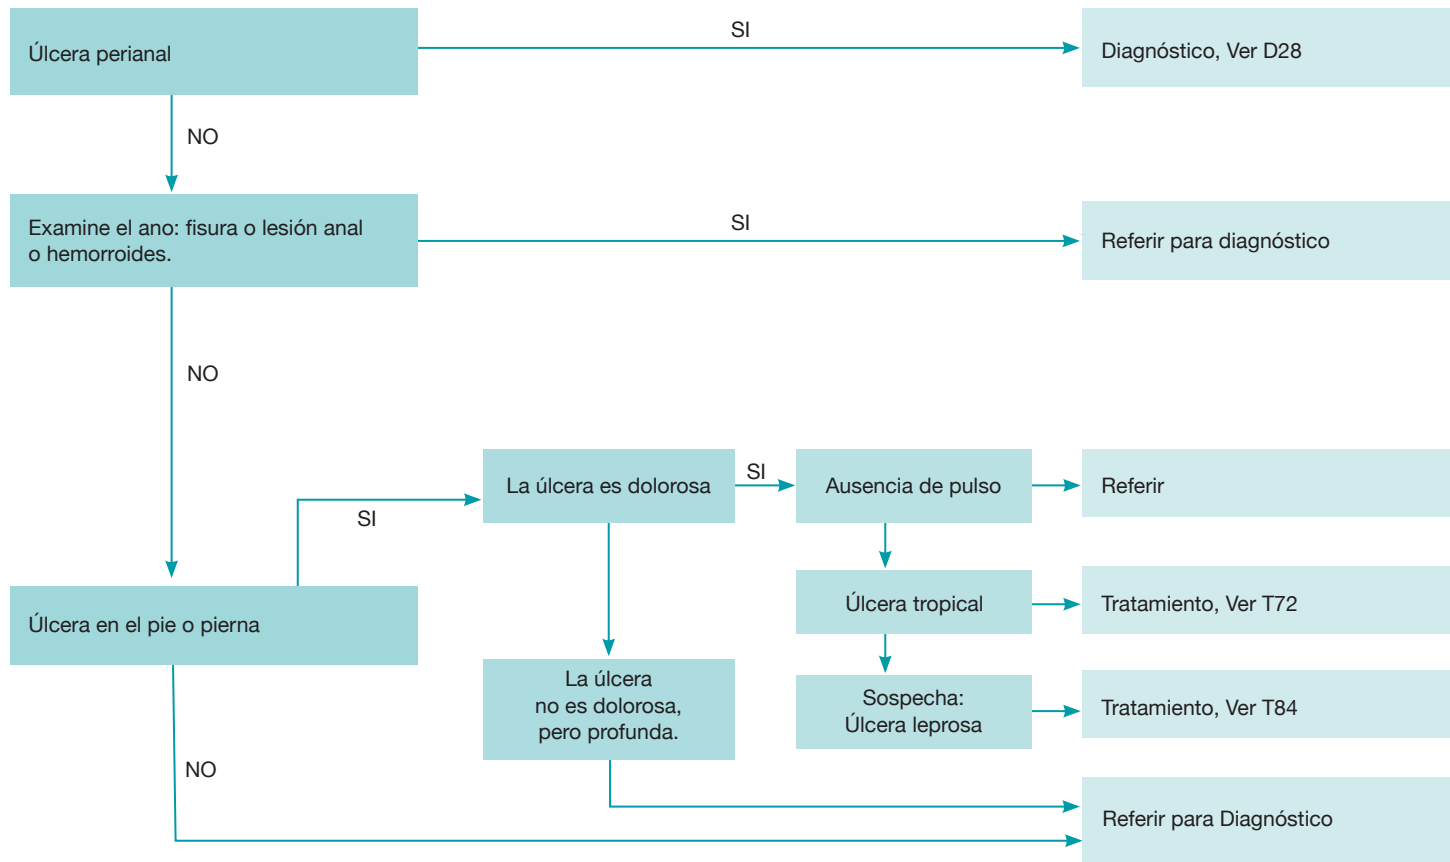 Úlcera perianal
SI
Diagnóstico, Ver D28
NO
Examine el ano: fisura o lesión anal
o hemorroides.
SI
Referir para diagnóstico
NO
La úlcera es dolorosa
SI
Ausencia de pulso
Referir
SI
Úlcera en el pie o pierna
Úlcera tropical
Tratamiento, Ver T72
La úlcera
no es dolorosa,
pero profunda.
Sospecha:
Úlcera leprosa
Tratamiento, Ver T84
NO
Referir para Diagnóstico